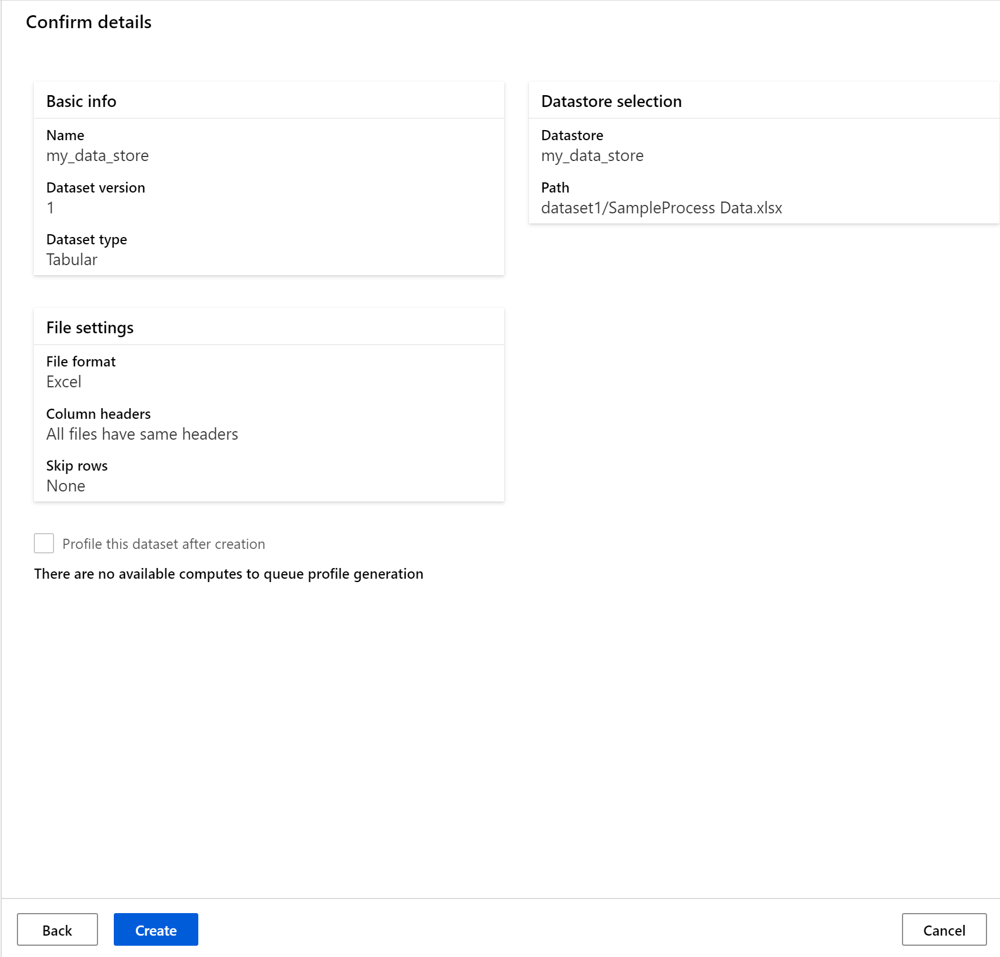 Confirm details
Basic info
Name
my_data_store
Dataset version
1
Dataset type
Tabular
Datastore selection
Datastore
my_data_store
Path
dataset1/SampleProcess Data.xlsx
File settings
File format
Excel
Column headers
All files have same headers
Skip rows
None
Profile this dataset after creation
There are no available computes to queue profile generation
Back
Create
Cancel